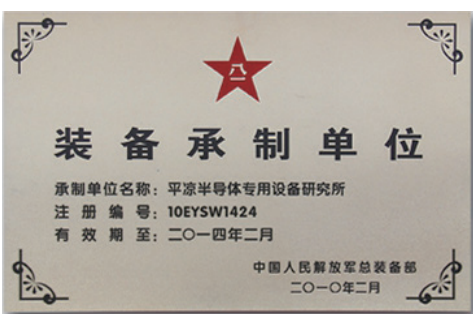 八一
装备承制单位
承制单位名称：平凉半导体专用设备研究所
注册编号：10EYSW1424
有效期至：二〇一四年二月
中国人民解放军总装备部
二〇一〇年二月